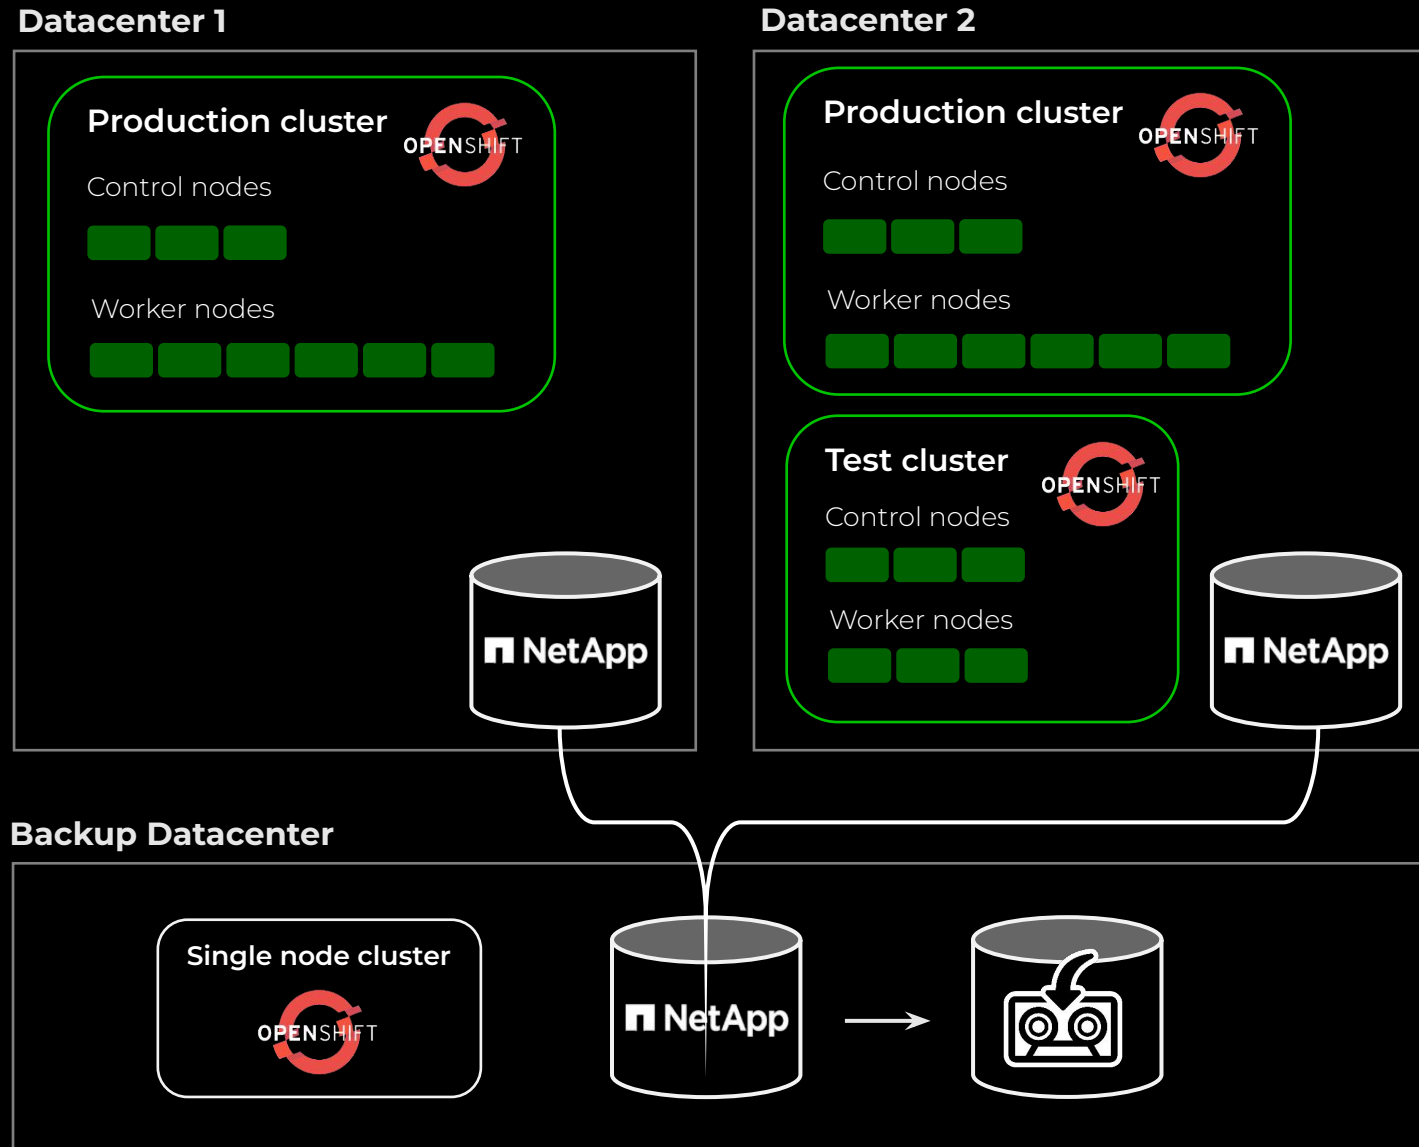 Datacenter 1
Production cluster
OPENSHIFT
Control nodes
Worker nodes
NetApp
Datacenter 2
Production cluster
OPENSHIFT
Control nodes
Worker nodes
Test cluster
OPENSHIFT
Control nodes
Worker nodes
NetApp
Backup Datacenter
Single node cluster
OPENSHIFT
NetApp